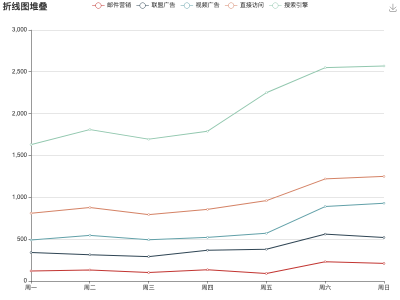 折线图堆叠
邮件营销 联盟广告 视频广告 直接访问 搜索引擎
3,000
2,500
2,000
1,500
1,000
500
0
周一 周二 周三 周四 周五 周六 周日